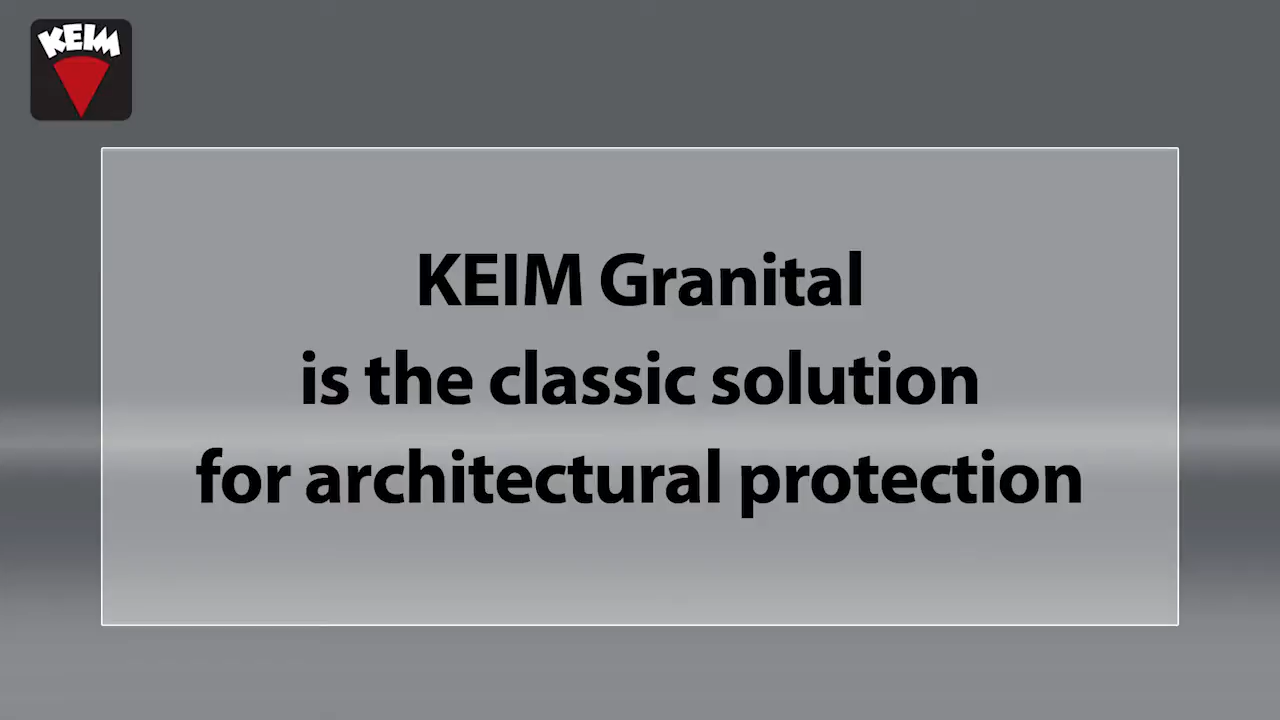 KEIM
KEIM Granital
is the classic solution
for architectural protection